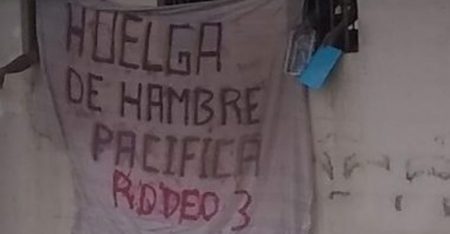 HUELGA
DE HAMBRE
PACIFICA
RODEO 3